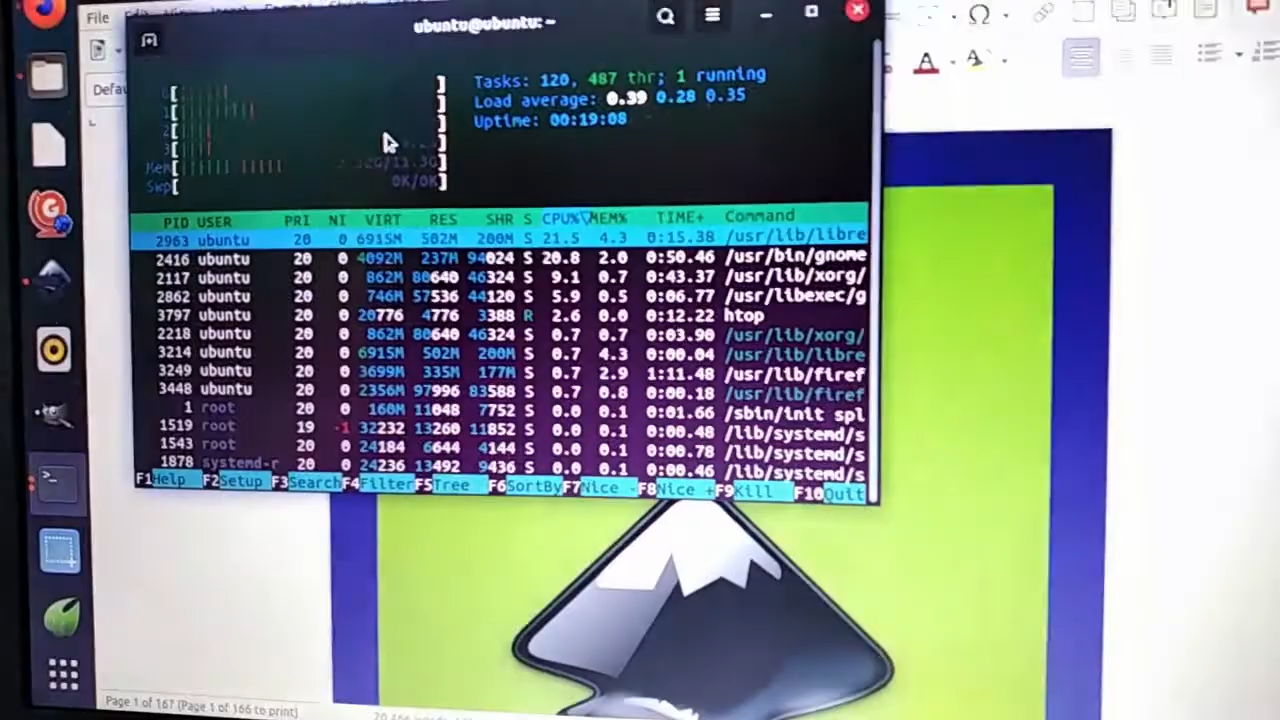 File
ubuntu@ubuntu: ~
Tasks: 120, 487 thr; 1 running
Load average: 0.39 0.28 0.35
Uptime: 00:19:08
0[ ]
1[ ]
2[ ]
3[ ]
Mem[ /11.3G]
Swp[ 0K/0K]
PID USER PRI NI VIRT RES SHR S CPU%▽MEM% TIME+ Command
2963 ubuntu 20 0 6915M 502M 200M S 21.5 4.3 0:15.38 /usr/lib/libre
2416 ubuntu 20 0 4092M 237M 94024 S 20.8 2.0 0:50.46 /usr/bin/gnome
2117 ubuntu 20 0 862M 80640 46324 S 9.1 0.7 0:43.37 /usr/lib/xorg/
2862 ubuntu 20 0 746M 57536 44120 S 5.9 0.5 0:06.77 /usr/libexec/g
3797 ubuntu 20 0 20776 4776 3388 R 2.6 0.0 0:12.22 htop
2218 ubuntu 20 0 862M 80640 46324 S 0.7 0.7 0:03.90 /usr/lib/xorg/
3214 ubuntu 20 0 6915M 502M 200M S 0.7 4.3 0:00.04 /usr/lib/libre
3249 ubuntu 20 0 3699M 335M 177M S 0.7 2.9 1:11.48 /usr/lib/firef
3448 ubuntu 20 0 2356M 97996 83588 S 0.7 0.8 0:00.18 /usr/lib/firef
1 root 20 0 160M 11048 7752 S 0.0 0.1 0:01.66 /sbin/init spl
1519 root 19 -1 32232 13260 11852 S 0.0 0.1 0:00.48 /lib/systemd/s
1543 root 20 0 24184 6644 4144 S 0.0 0.1 0:00.78 /lib/systemd/s
1878 systemd-r 20 0 24236 13492 9436 S 0.0 0.1 0:00.46 /lib/systemd/s
F1Help F2Setup F3Search F4Filter F5Tree F6SortBy F7Nice - F8Nice + F9Kill F10Quit
Page 1 of 167 (Page 1 of 166 to print)